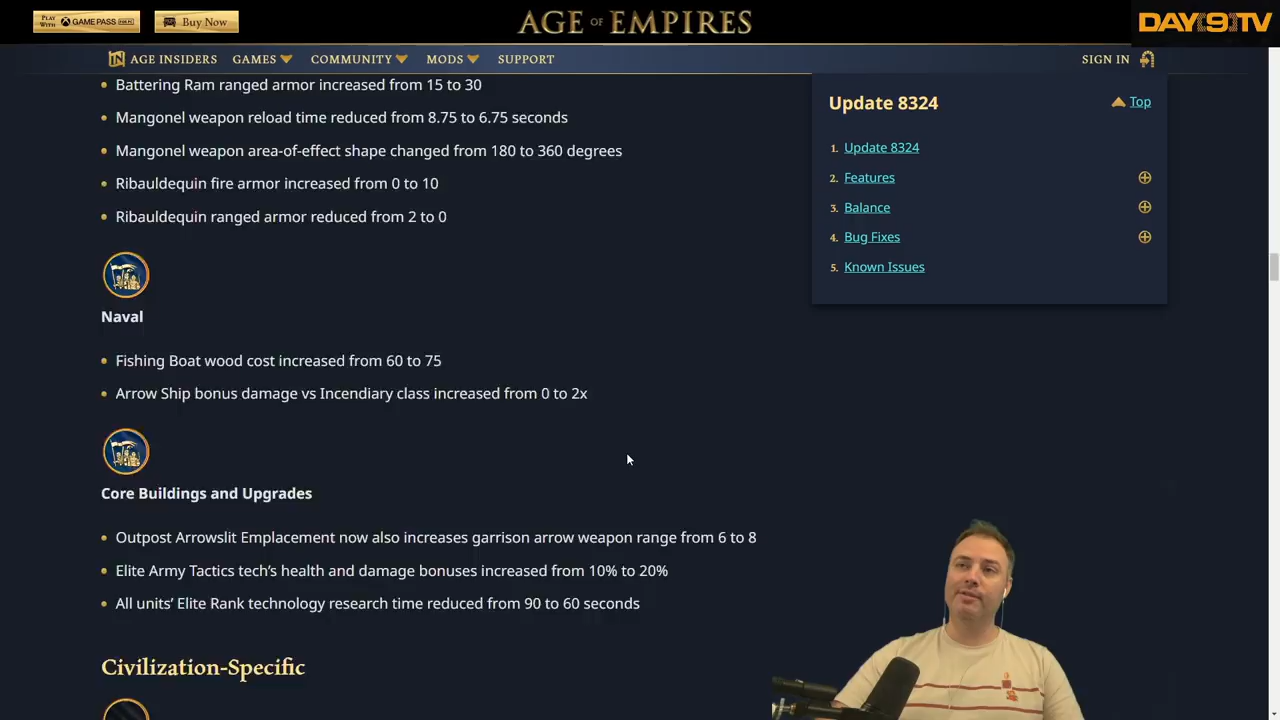 PLAY WITH XBOX GAME PASS FOR PC
Buy Now
AGE OF EMPIRES
DAY9TV
IN AGE INSIDERS
GAMES
COMMUNITY
MODS
SUPPORT
SIGN IN
Battering Ram ranged armor increased from 15 to 30
Mangonel weapon reload time reduced from 8.75 to 6.75 seconds
Mangonel weapon area-of-effect shape changed from 180 to 360 degrees
Ribauldequin fire armor increased from 0 to 10
Ribauldequin ranged armor reduced from 2 to 0
Naval
Fishing Boat wood cost increased from 60 to 75
Arrow Ship bonus damage vs Incendiary class increased from 0 to 2x
Core Buildings and Upgrades
Outpost Arrowslit Emplacement now also increases garrison arrow weapon range from 6 to 8
Elite Army Tactics tech’s health and damage bonuses increased from 10% to 20%
All units’ Elite Rank technology research time reduced from 90 to 60 seconds
Civilization-Specific
Update 8324
Top
1. Update 8324
2. Features
3. Balance
4. Bug Fixes
5. Known Issues